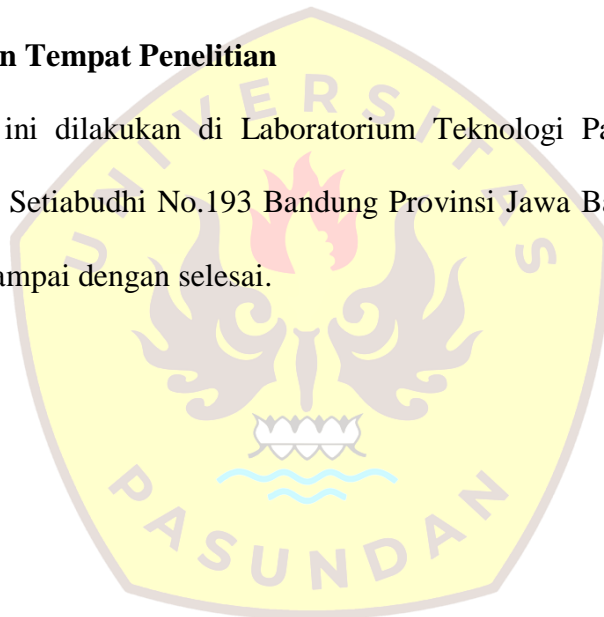 n Tempat Penelitian
ini dilakukan di Laboratorium Teknologi Pa
Setiabudhi No.193 Bandung Provinsi Jawa Ba
ampai dengan selesai.
UNIVERSITAS
PASUNDAN